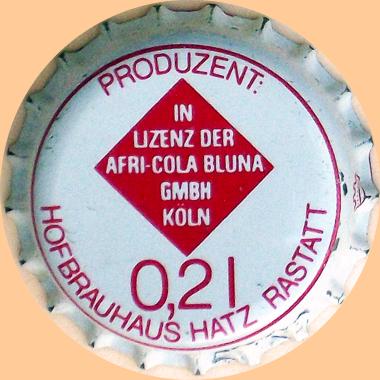 PRODUZENT:
IN
LIZENZ DER
AFRI-COLA BLUNA
GMBH
KÖLN
0,2 l
HOFBRAUHAUS HATZ RASTATT